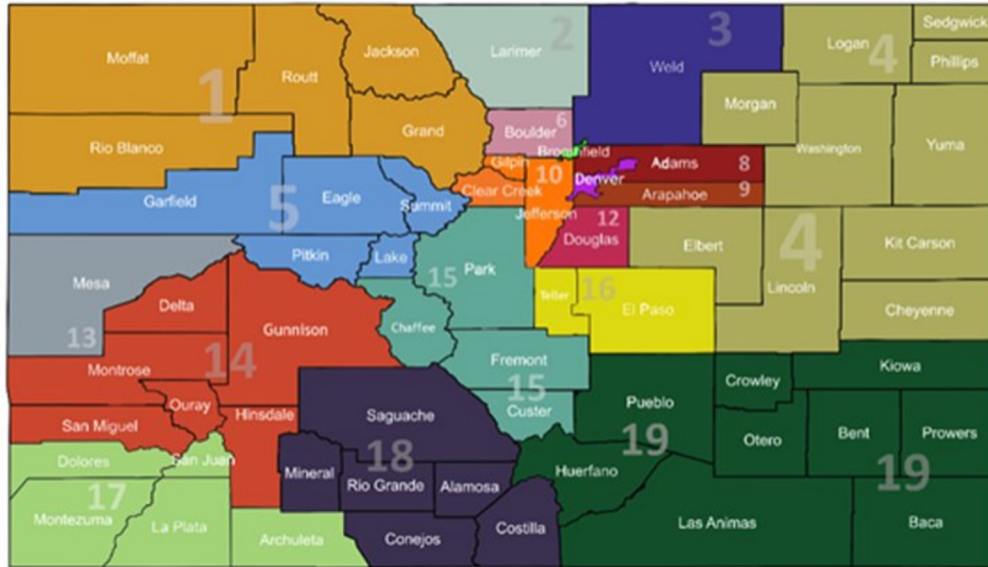 Moffat
1
Routt
Jackson
Larimer
2
Weld
3
Logan
4
Sedgwick
Phillips
Morgan
Washington
Yuma
Rio Blanco
Grand
Boulder
6
Broomfield
Gilpin
Clear Creek
10
Jefferson
Denver
Adams
8
Arapahoe
9
Garfield
5
Eagle
Summit
Pitkin
Lake
Park
15
12
Douglas
Elbert
4
Lincoln
Kit Carson
Cheyenne
Mesa
13
Delta
Gunnison
14
Montrose
Ouray
San Miguel
Hinsdale
Chaffee
Teller
16
El Paso
Fremont
15
Custer
Saguache
18
Mineral
Rio Grande
Alamosa
Conejos
Costilla
Pueblo
19
Huerfano
Crowley
Kiowa
Otero
Bent
Prowers
19
Las Animas
Baca
Dolores
San Juan
17
Montezuma
La Plata
Archuleta